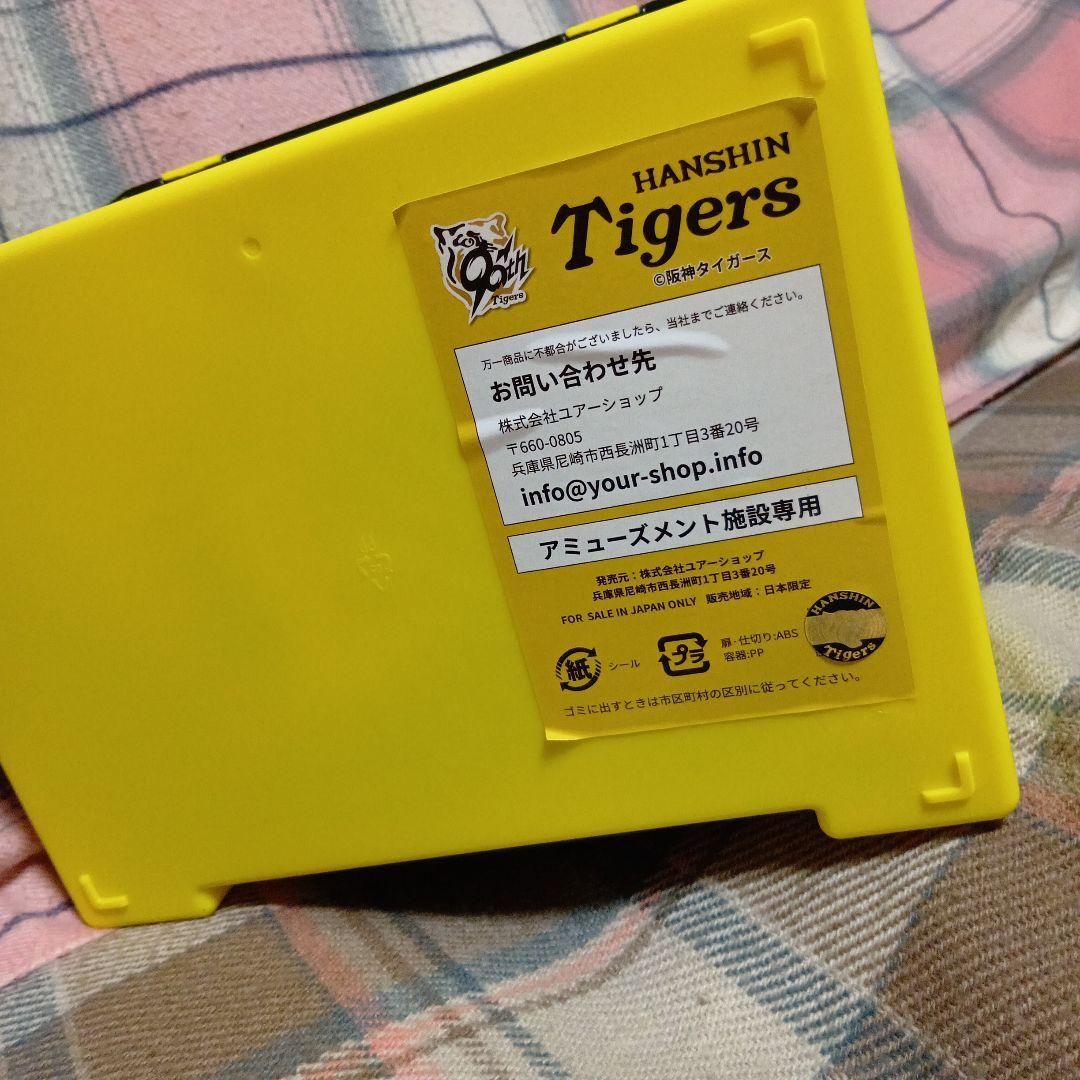 HANSHIN
Tigers
90th
Tigers
©阪神タイガース
万一商品に不都合がございましたら、当社までご連絡ください。
お問い合わせ先
株式会社ユアーショップ
〒660-0805
兵庫県尼崎市西長洲町1丁目3番20号
info@your-shop.info
アミューズメント施設専用
発売元：株式会社ユアーショップ
兵庫県尼崎市西長洲町1丁目3番20号
FOR SALE IN JAPAN ONLY 販売地域：日本限定
紙 シール
プラ
扉・仕切り:ABS
容器:PP
HANSHIN
Tigers
ゴミに出すときは市区町村の区別に従ってください。